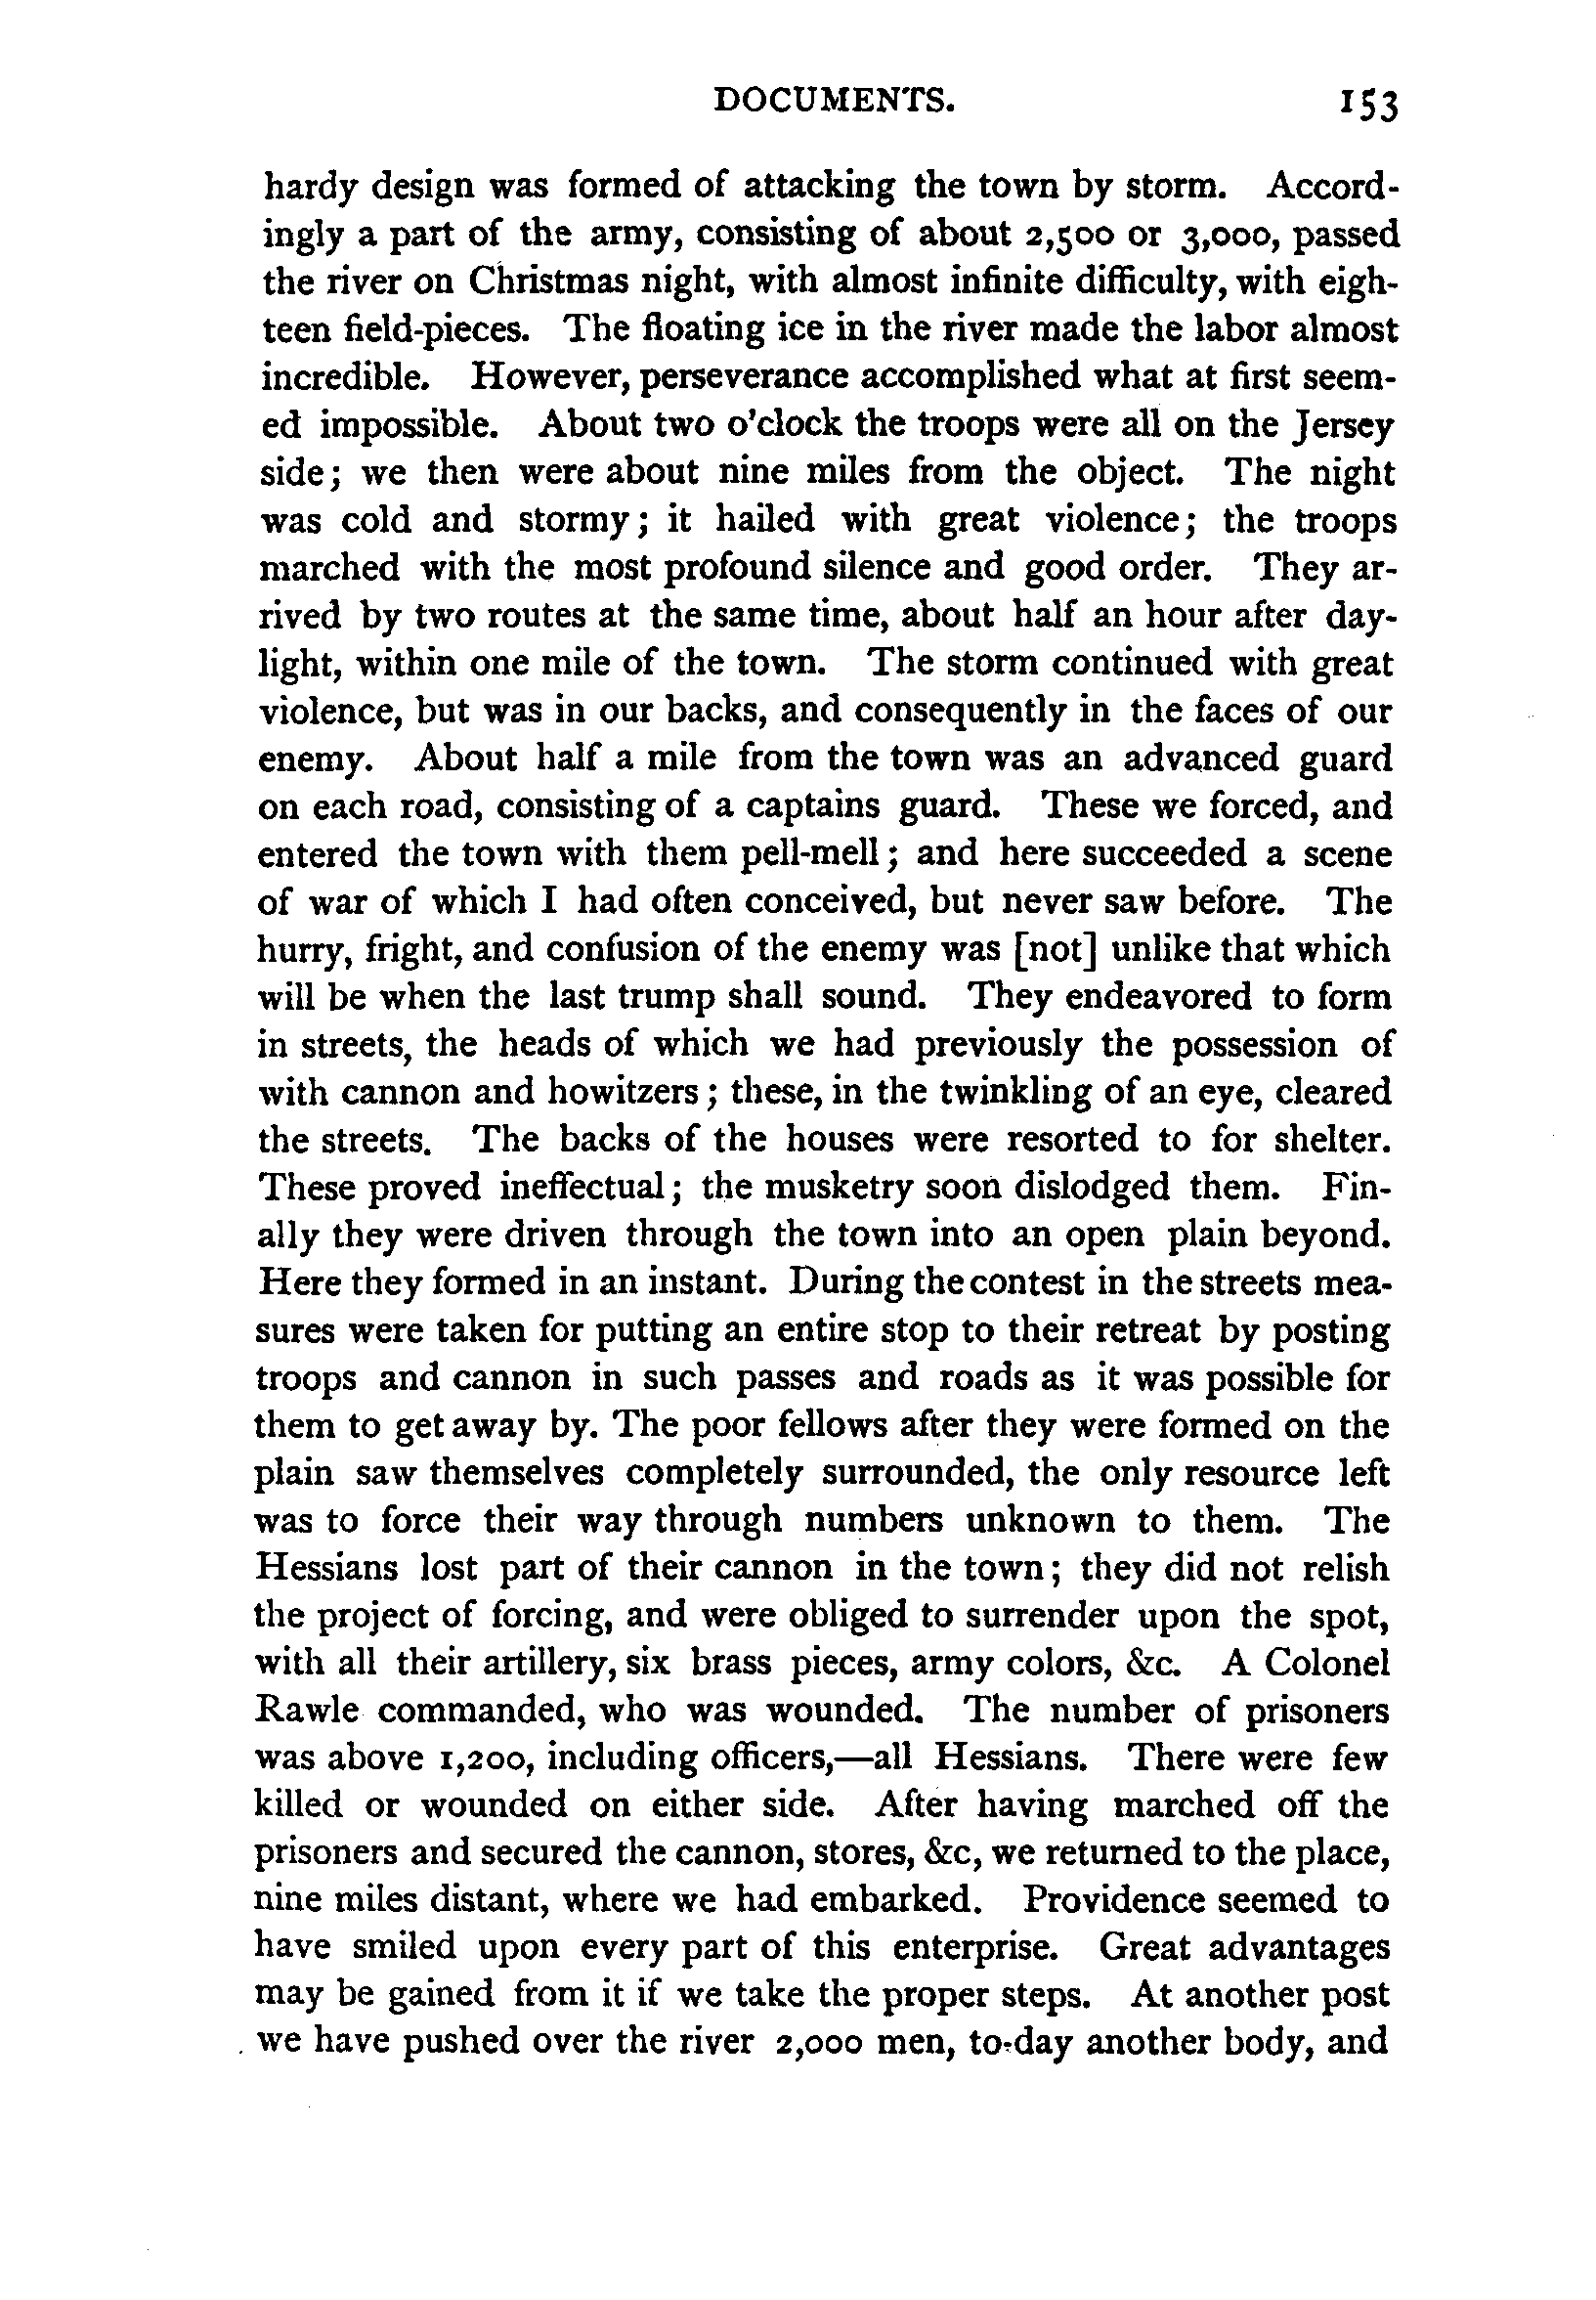 DOCUMENTS. 153
hardy design was formed of attacking the town by storm. Accord-
ingly a part of the army, consisting of about 2,500 or 3,000, passed
the river on Christmas night, with almost infinite difficulty, with eigh-
teen field-pieces. The floating ice in the river made the labor almost
incredible. However, perseverance accomplished what at first seem-
ed impossible. About two o'clock the troops were all on the Jersey
side; we then were about nine miles from the object. The night
was cold and stormy; it hailed with great violence; the troops
marched with the most profound silence and good order. They ar-
rived by two routes at the same time, about half an hour after day-
light, within one mile of the town. The storm continued with great
violence, but was in our backs, and consequently in the faces of our
enemy. About half a mile from the town was an advanced guard
on each road, consisting of a captains guard. These we forced, and
entered the town with them pell-mell; and here succeeded a scene
of war of which I had often conceived, but never saw before. The
hurry, fright, and confusion of the enemy was [not] unlike that which
will be when the last trump shall sound. They endeavored to form
in streets, the heads of which we had previously the possession of
with cannon and howitzers; these, in the twinkling of an eye, cleared
the streets. The backs of the houses were resorted to for shelter.
These proved ineffectual; the musketry soon dislodged them. Fin-
ally they were driven through the town into an open plain beyond.
Here they formed in an instant. During the contest in the streets mea-
sures were taken for putting an entire stop to their retreat by posting
troops and cannon in such passes and roads as it was possible for
them to get away by. The poor fellows after they were formed on the
plain saw themselves completely surrounded, the only resource left
was to force their way through numbers unknown to them. The
Hessians lost part of their cannon in the town; they did not relish
the project of forcing, and were obliged to surrender upon the spot,
with all their artillery, six brass pieces, army colors, &c. A Colonel
Rawle commanded, who was wounded. The number of prisoners
was above 1,200, including officers,—all Hessians. There were few
killed or wounded on either side. After having marched off the
prisoners and secured the cannon, stores, &c, we returned to the place,
nine miles distant, where we had embarked. Providence seemed to
have smiled upon every part of this enterprise. Great advantages
may be gained from it if we take the proper steps. At another post
we have pushed over the river 2,000 men, to-day another body, and